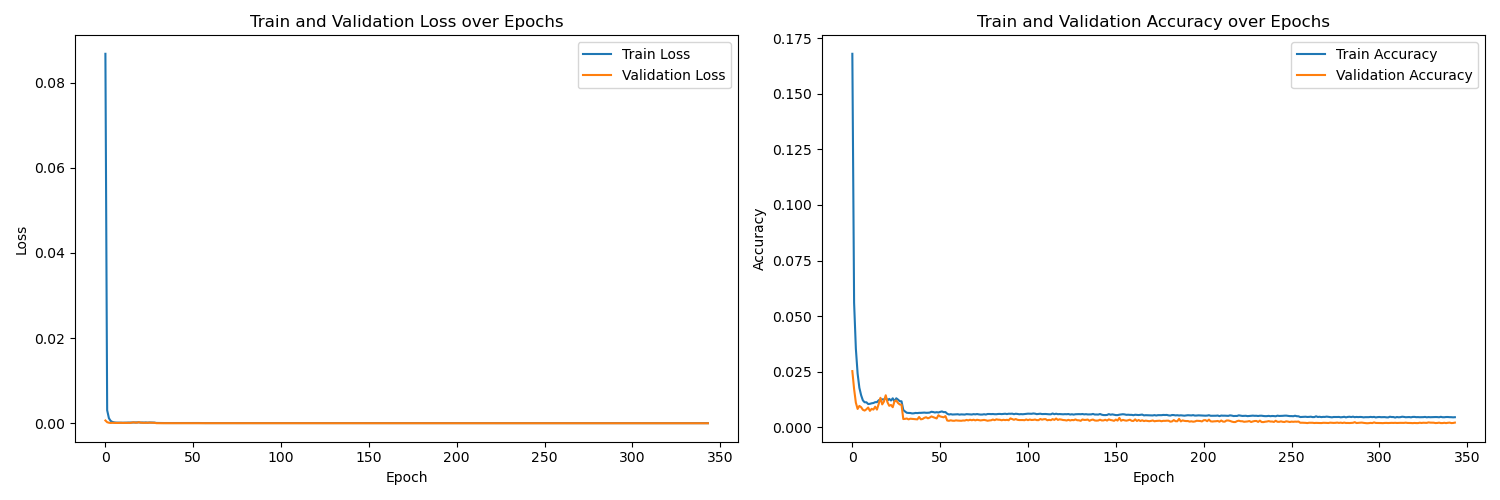 Train and Validation Loss over Epochs
Train Loss
Validation Loss
0.08
0.06
0.04
0.02
0.00
Loss
0
50
100
150
200
250
300
350
Epoch
Train and Validation Accuracy over Epochs
Train Accuracy
Validation Accuracy
0.175
0.150
0.125
0.100
0.075
0.050
0.025
0.000
Accuracy
0
50
100
150
200
250
300
350
Epoch